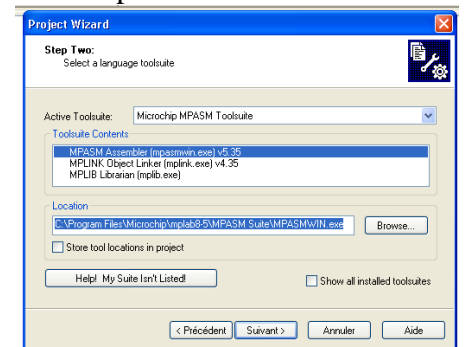 Project Wizard
Step Two:
Select a language toolsuite
Active Toolsuite: Microchip MPASM Toolsuite
Toolsuite Contents
MPASM Assembler (mpasmwin.exe) v5.35
MPLINK Object Linker (mplink.exe) v4.35
MPLIB Librarian (mplib.exe)
Location
C:\Program Files\Microchip\mplab8-5\MPASM Suite\MPASMWIN.exe Browse...
Store tool locations in project
Help! My Suite Isn't Listed! Show all installed toolsuites
< Précédent Suivant > Annuler Aide